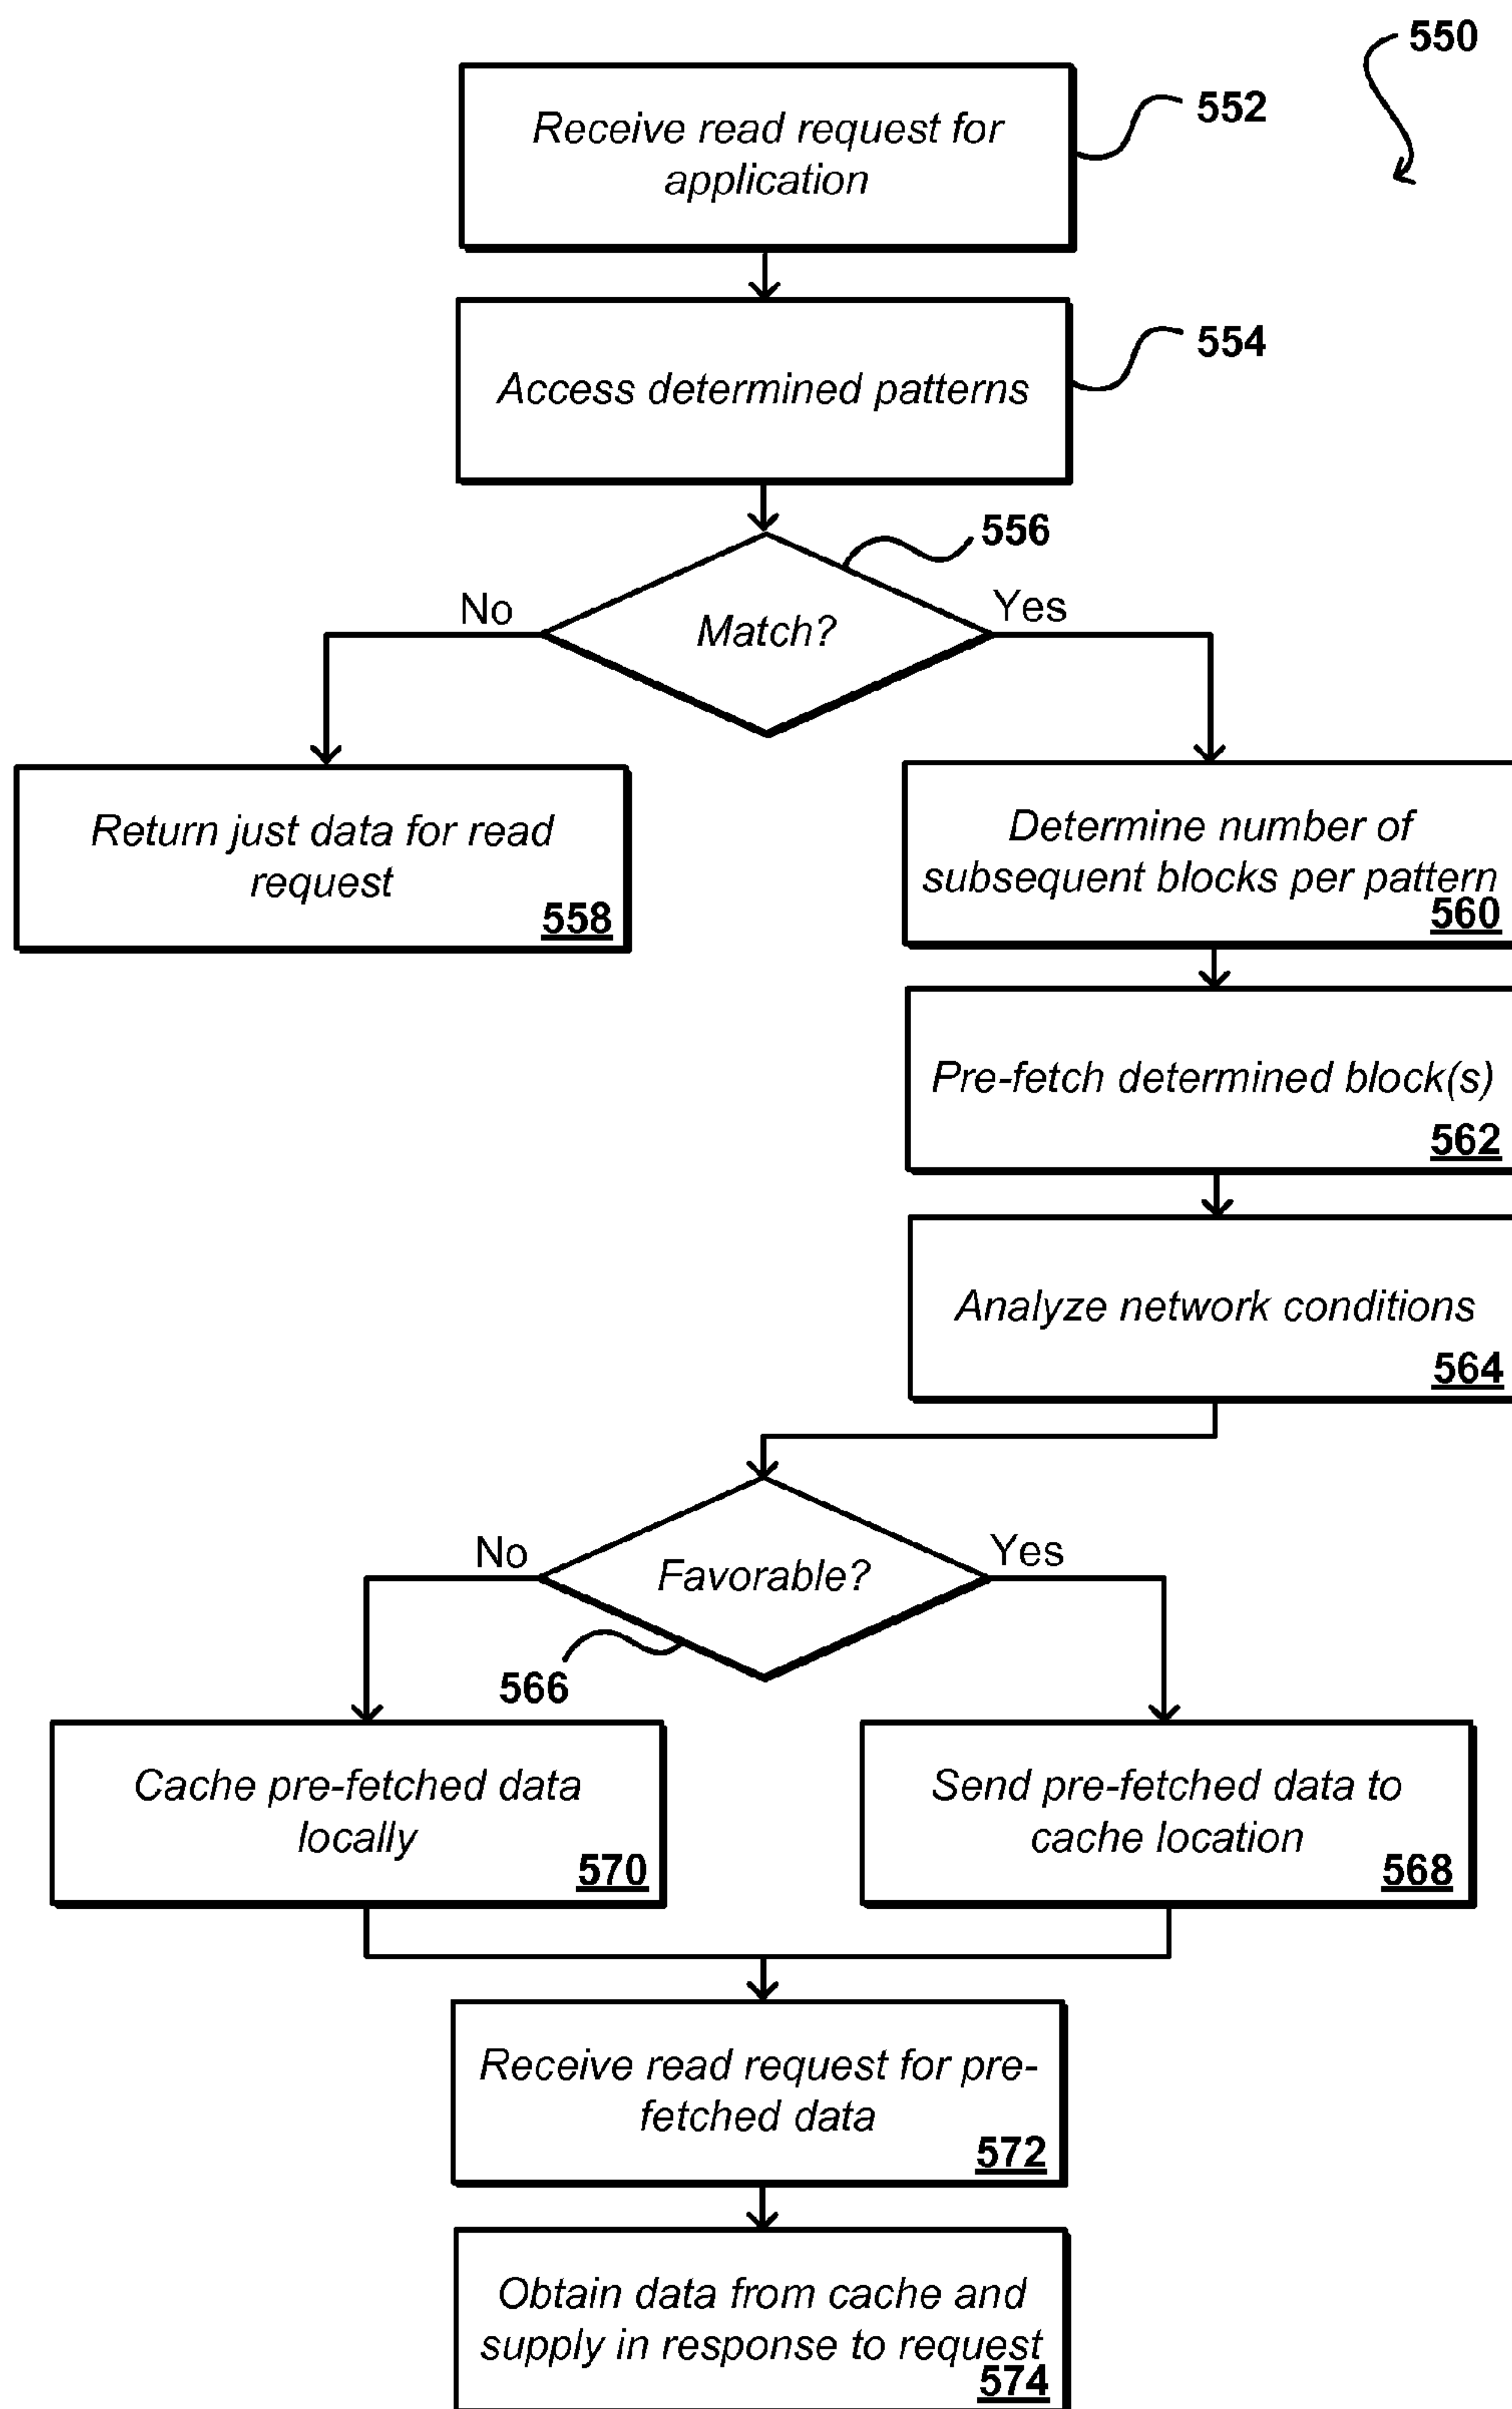 550
Receive read request for
application
552
Access determined patterns
554
556
No
Match?
Yes
Return just data for read
request
558
Determine number of
subsequent blocks per pattern
560
Pre-fetch determined block(s)
562
Analyze network conditions
564
No
Favorable?
Yes
566
Cache pre-fetched data
locally
570
Send pre-fetched data to
cache location
568
Receive read request for pre-
fetched data
572
Obtain data from cache and
supply in response to request
574